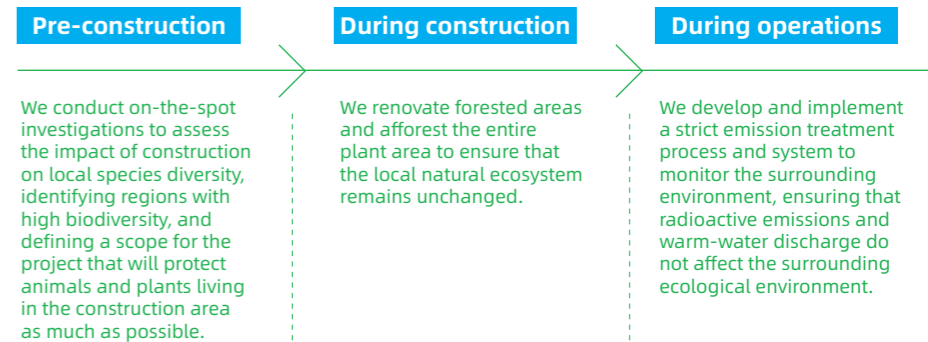 Pre-construction
We conduct on-the-spot
investigations to assess
the impact of construction
on local species diversity,
identifying regions with
high biodiversity, and
defining a scope for the
project that will protect
animals and plants living
in the construction area
as much as possible.
During construction
We renovate forested areas
and afforest the entire
plant area to ensure that
the local natural ecosystem
remains unchanged.
During operations
We develop and implement
a strict emission treatment
process and system to
monitor the surrounding
environment, ensuring that
radioactive emissions and
warm-water discharge do
not affect the surrounding
ecological environment.